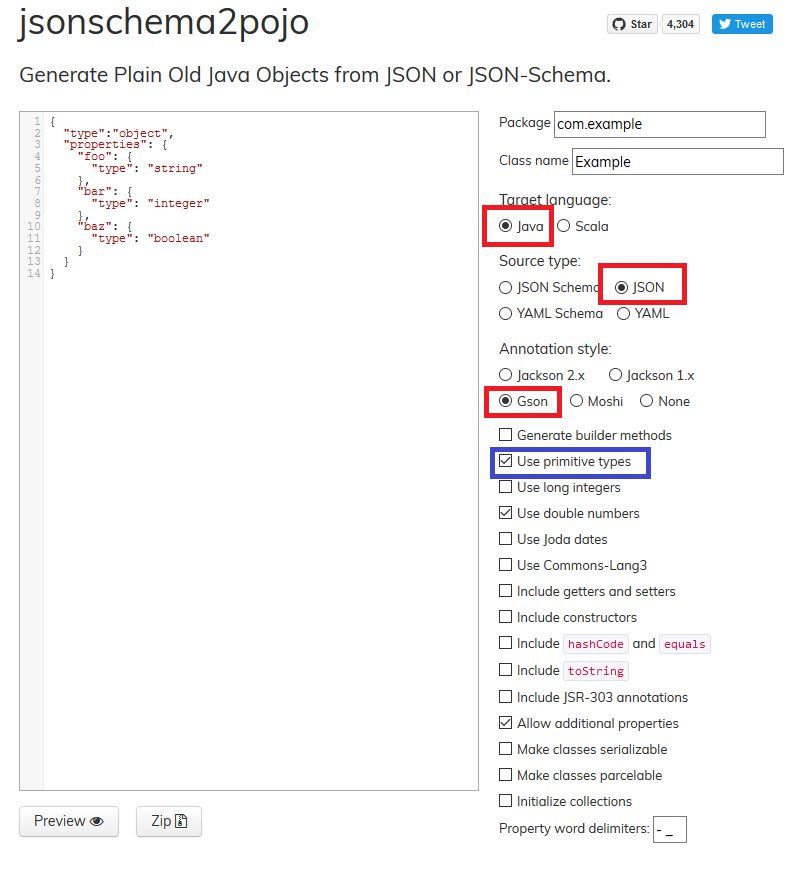 jsonschema2pojo
Star 4,304 Tweet
Generate Plain Old Java Objects from JSON or JSON-Schema.
1 {
2 "type":"object",
3 "properties": {
4 "foo": {
5 "type": "string"
6 },
7 "bar": {
8 "type": "integer"
9 },
10 "baz": {
11 "type": "boolean"
12 }
13 }
14 }
Preview
Zip
Package com.example
Class name Example
Target language:
Java Scala
Source type:
JSON Schema JSON
YAML Schema YAML
Annotation style:
Jackson 2.x Jackson 1.x
Gson Moshi None
Generate builder methods
Use primitive types
Use long integers
Use double numbers
Use Joda dates
Use Commons-Lang3
Include getters and setters
Include constructors
Include hashCode and equals
Include toString
Include JSR-303 annotations
Allow additional properties
Make classes serializable
Make classes parcelable
Initialize collections
Property word delimiters: - _